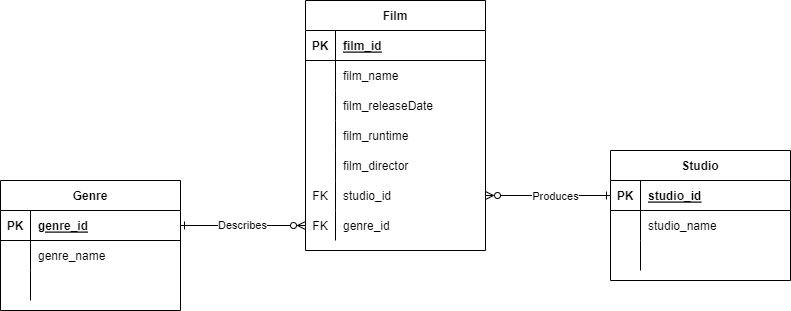 Film
PK film_id
film_name
film_releaseDate
film_runtime
film_director
FK studio_id
FK genre_id
Genre
PK genre_id
genre_name
Describes
Produces
Studio
PK studio_id
studio_name